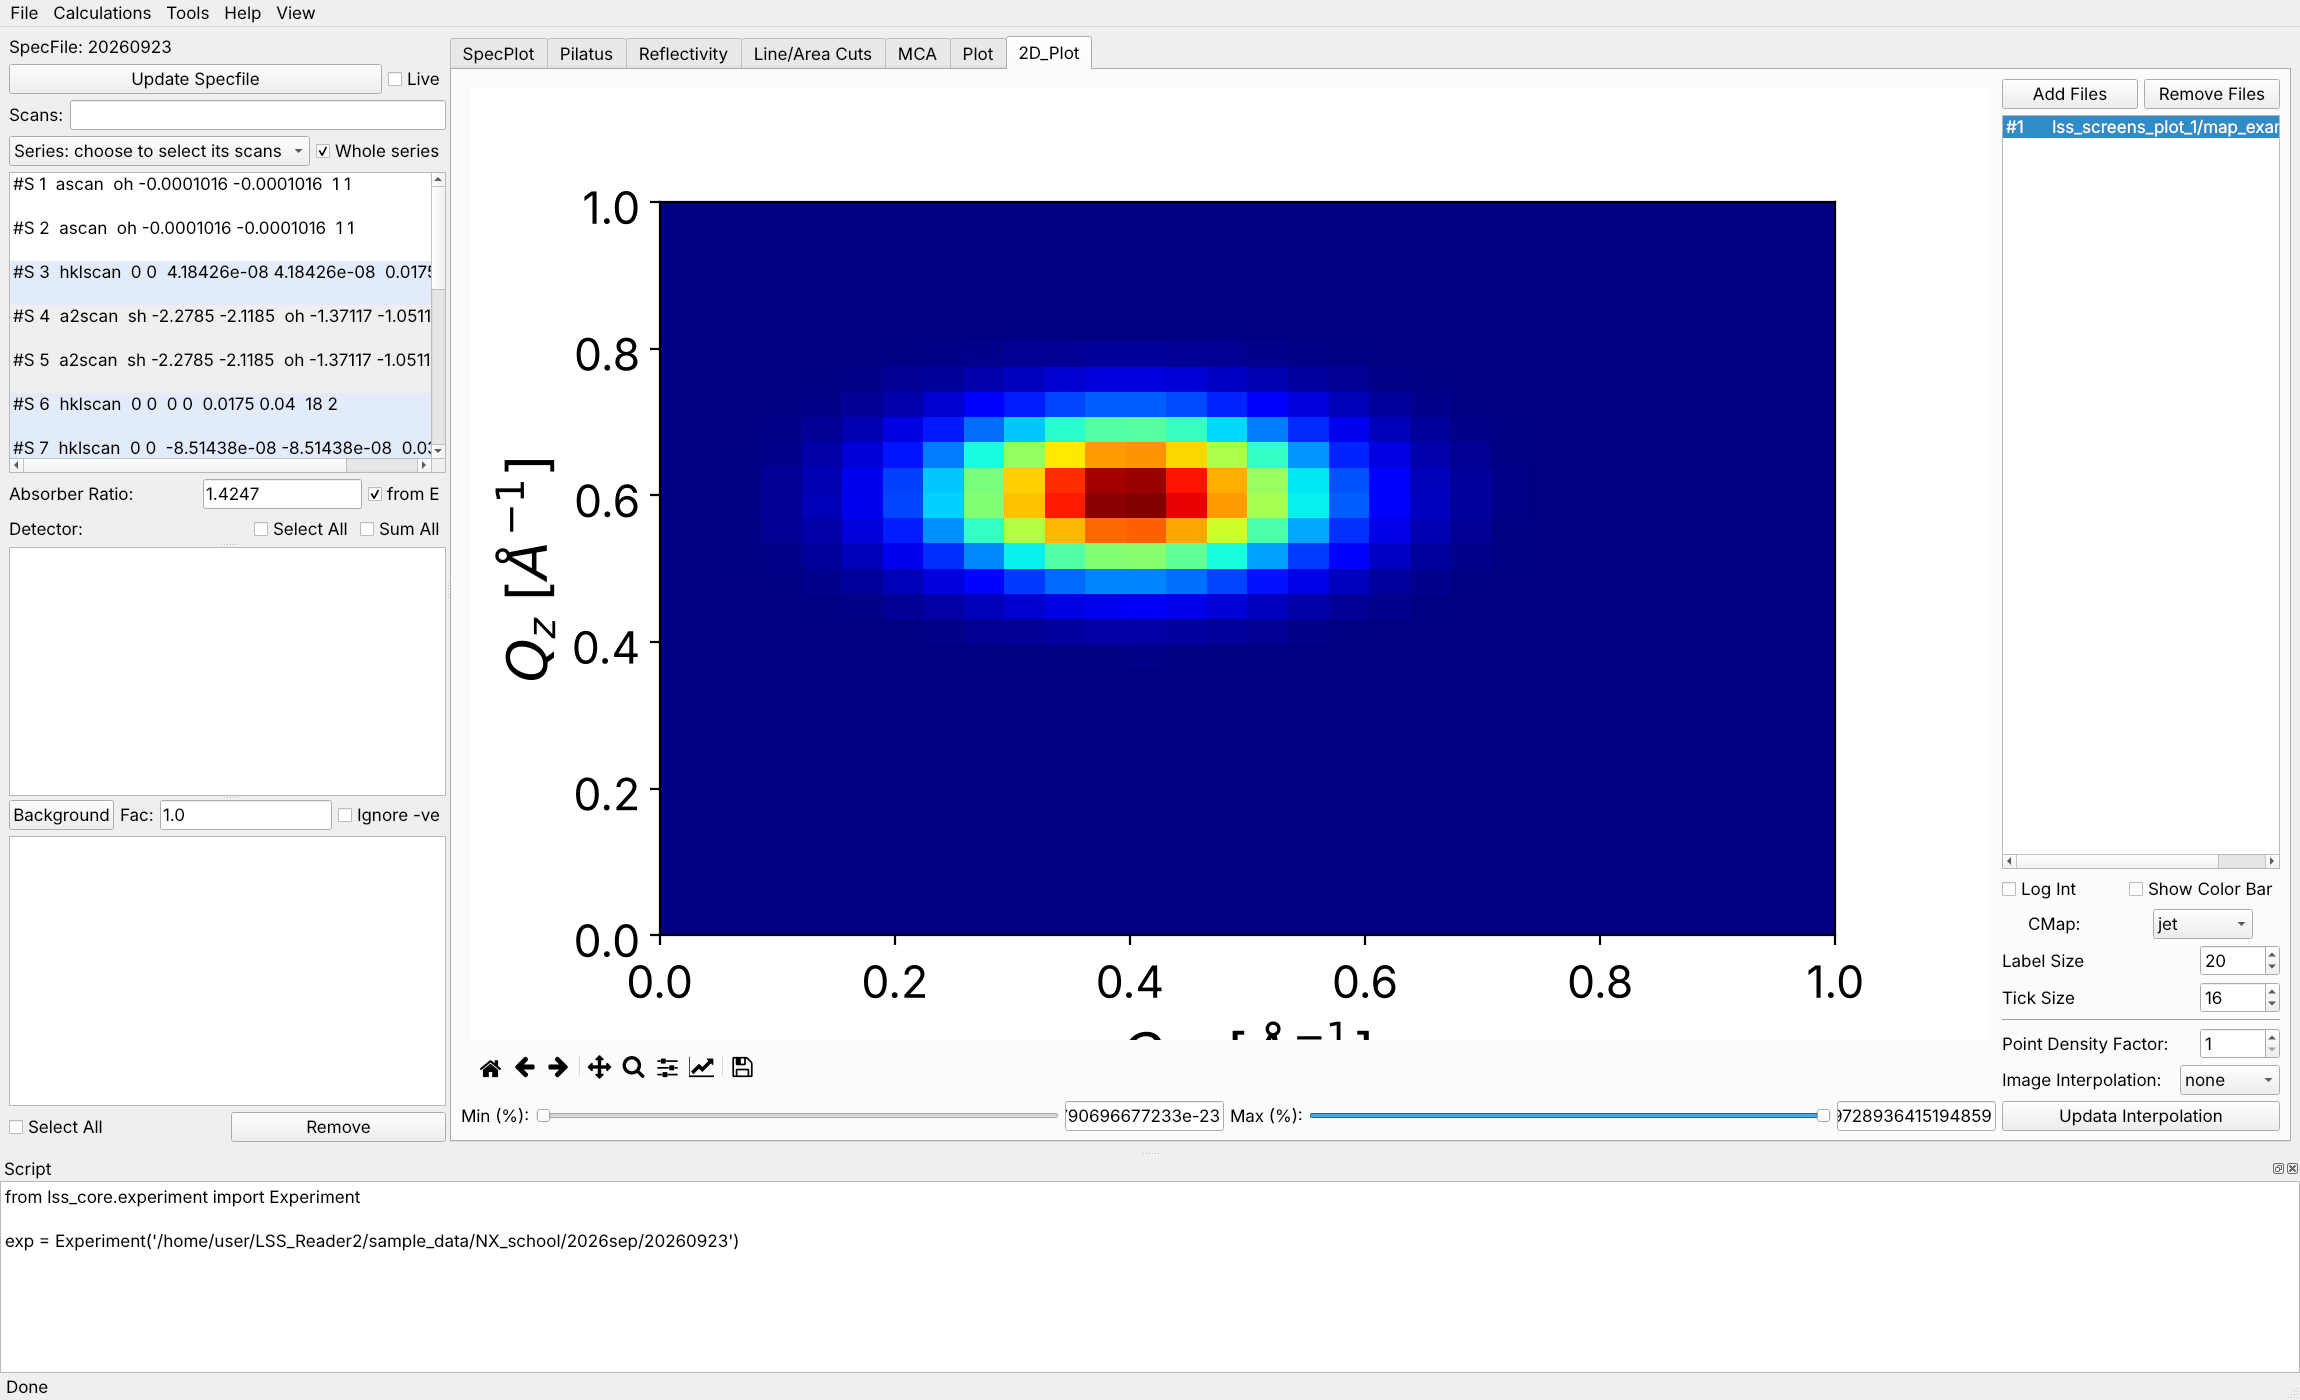 File Calculations Tools Help View
SpecFile: 20260923
Update Specfile
Live
Scans:
Series: choose to select its scans
Whole series
#S 1 ascan oh -0.0001016 -0.0001016 1 1
#S 2 ascan oh -0.0001016 -0.0001016 1 1
#S 3 hklscan 0 0 4.18426e-08 4.18426e-08 0.0175
#S 4 a2scan sh -2.2785 -2.1185 oh -1.37117 -1.0511
#S 5 a2scan sh -2.2785 -2.1185 oh -1.37117 -1.0511
#S 6 hklscan 0 0 0 0 0.0175 0.04 18 2
#S 7 hklscan 0 0 -8.51438e-08 -8.51438e-08 0.03
Absorber Ratio: 1.4247 from E
Detector: Select All Sum All
Background Fac: 1.0 Ignore -ve
Select All Remove
SpecPlot Pilatus Reflectivity Line/Area Cuts MCA Plot 2D_Plot
1.0
0.8
0.6
0.4
0.2
0.0
Q_z [Å⁻¹]
0.0 0.2 0.4 0.6 0.8 1.0
[Å⁻¹]
Min (%): 90696677233e-23 Max (%): 9728936415194859
Add Files Remove Files
#1 lss_screens_plot_1/map_exam
Log Int Show Color Bar
CMap: jet
Label Size 20
Tick Size 16
Point Density Factor: 1
Image Interpolation: none
Updata Interpolation
Script
from lss_core.experiment import Experiment
exp = Experiment('/home/user/LSS_Reader2/sample_data/NX_school/2026sep/20260923')
Done